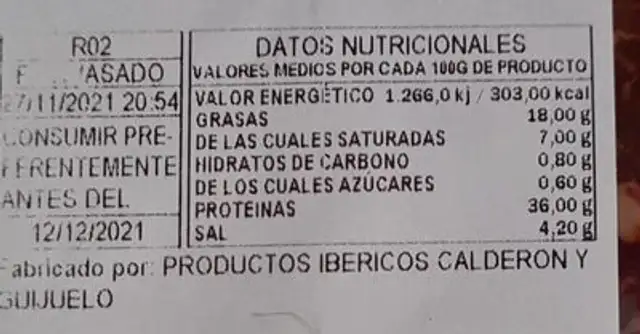 R02
DATOS NUTRICIONALES
VALORES MEDIOS POR CADA 100G DE PRODUCTO
27/11/2021 20:54
VALOR ENERGÉTICO 1.266,0 kj / 303,00 kcal
GRASAS 18,00 g
DE LAS CUALES SATURADAS 7,00 g
HIDRATOS DE CARBONO 0,80 g
DE LOS CUALES AZÚCARES 0,60 g
PROTEINAS 36,00 g
SAL 4,20 g
CONSUMIR PRE-
FERENTEMENTE
ANTES DEL
12/12/2021
Fabricado por: PRODUCTOS IBERICOS CALDERON Y
GUIJUELO